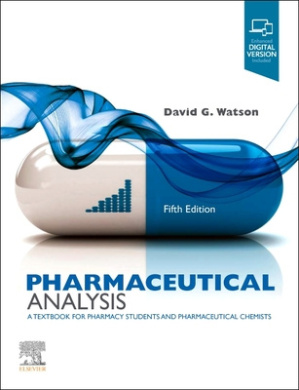 Enhanced
DIGITAL
VERSION
Included
David G. Watson
Fifth Edition
PHARMACEUTICAL
ANALYSIS
A TEXTBOOK FOR PHARMACY STUDENTS AND PHARMACEUTICAL CHEMISTS
ELSEVIER